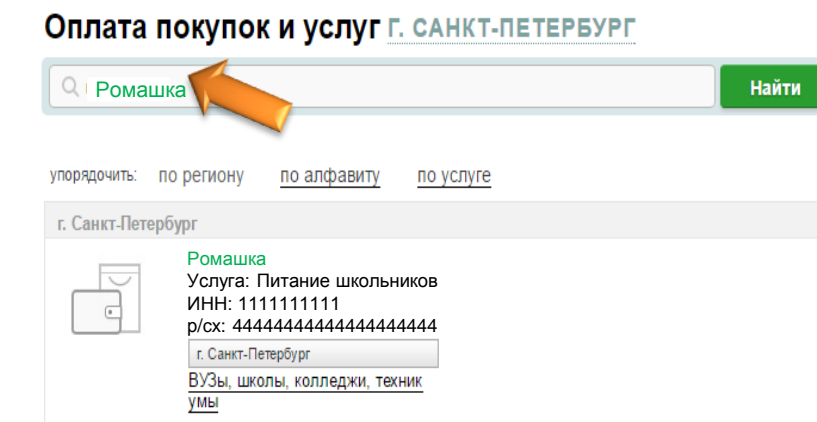 Оплата покупок и услуг Г. САНКТ-ПЕТЕРБУРГ
Ромашка
Найти
упорядочить: по региону по алфавиту по услуге
г. Санкт-Петербург
Ромашка
Услуга: Питание школьников
ИНН: 1111111111
р/сх: 44444444444444444444
г. Санкт-Петербург
ВУЗы, школы, колледжи, техник
умы